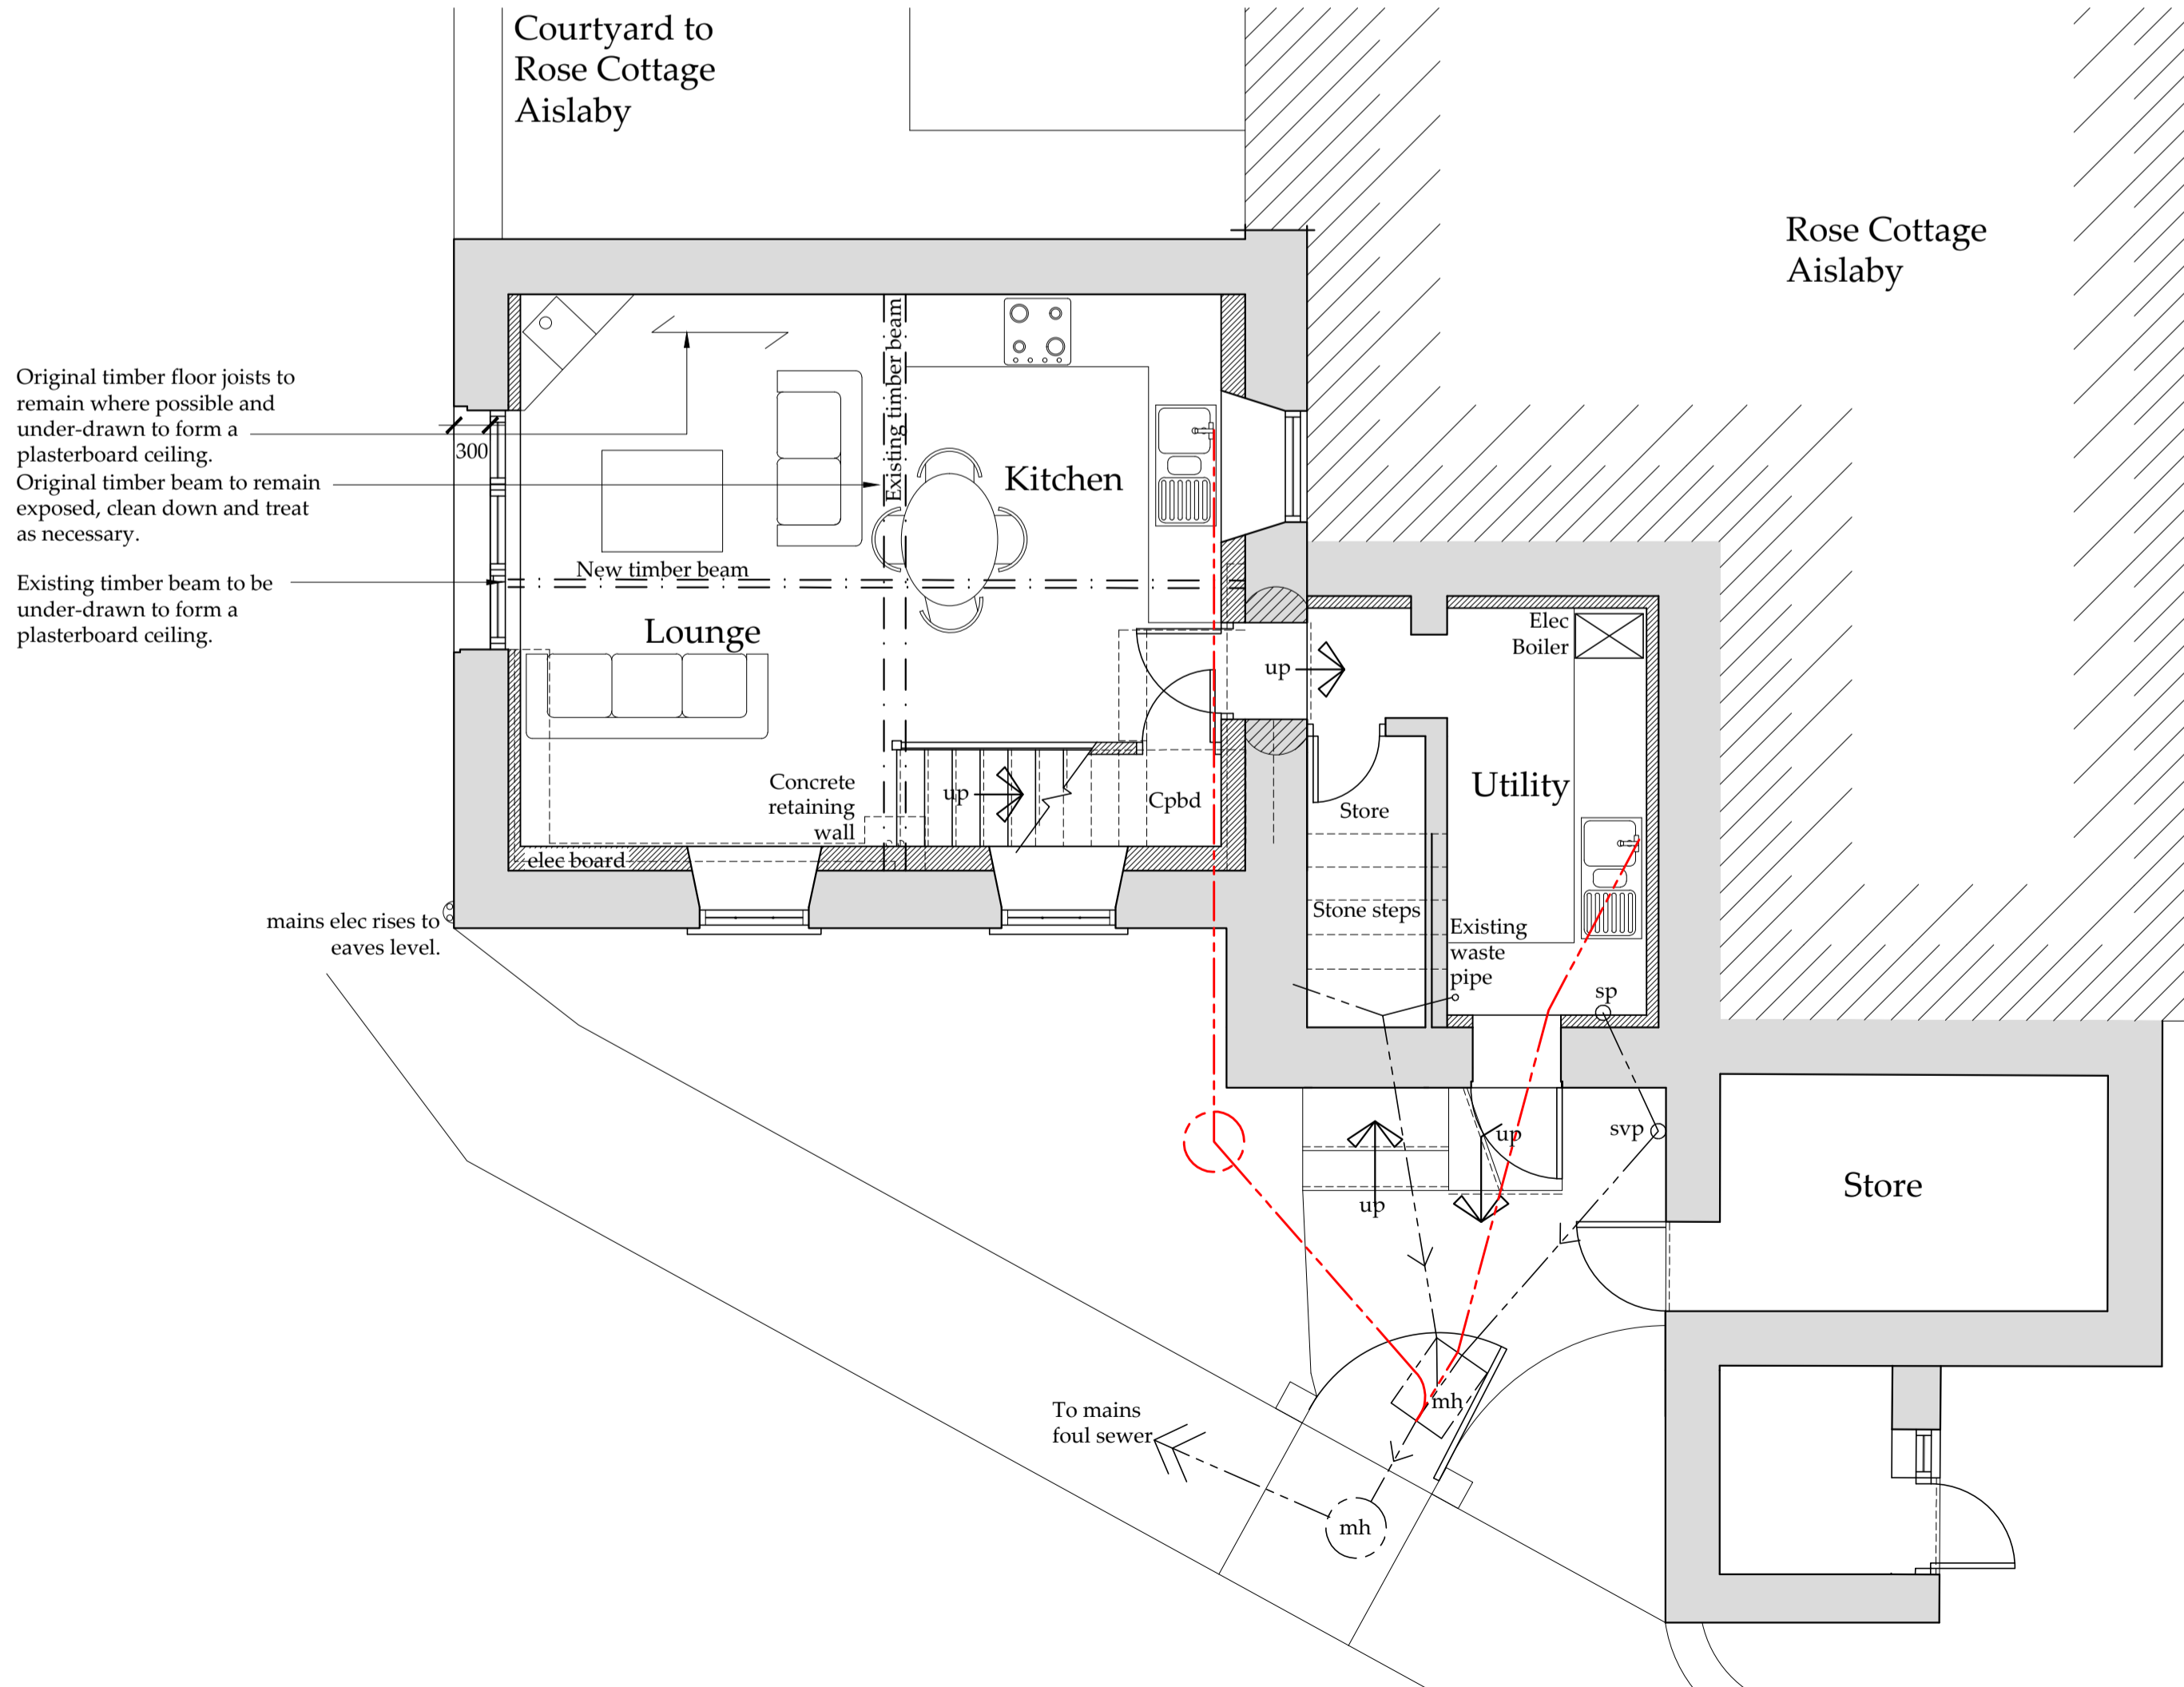 Courtyard to
Rose Cottage
Aislaby
Rose Cottage
Aislaby
Original timber floor joists to
remain where possible and
under-drawn to form a
plasterboard ceiling.
300
Original timber beam to remain
exposed, clean down and treat
as necessary.
Existing timber beam to be
under-drawn to form a
plasterboard ceiling.
Existing timber beam
Kitchen
New timber beam
Lounge
Elec
Boiler
up
Utility
Concrete
retaining
wall
up
Cpbd
Store
elec board
mains elec rises to
eaves level.
Stone steps
Existing
waste
pipe
sp
svp
up
up
Store
To mains
foul sewer
mh
mh